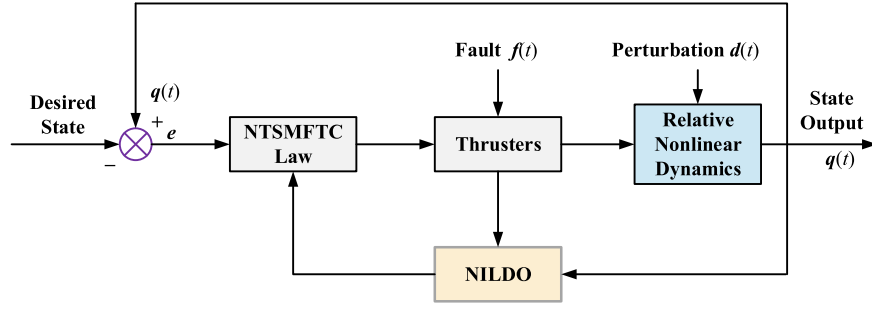 Fault f(t)
Perturbation d(t)
Desired
State
q(t)
+
e
−
NTSMFTC
Law
Thrusters
Relative
Nonlinear
Dynamics
State
Output
q(t)
NILDO